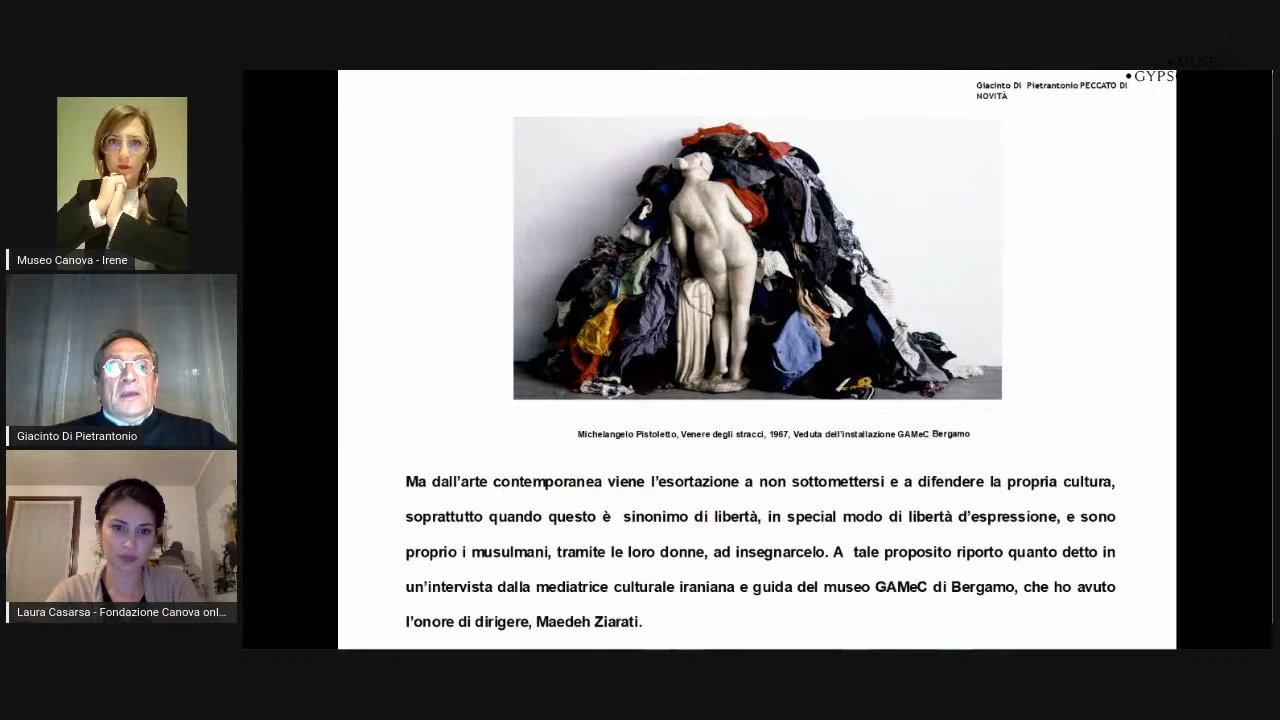 GYPS
Giacinto Di Pietrantonio PECCATO DI
NOVITÀ
Museo Canova - Irene
Giacinto Di Pietrantonio
Laura Casarsa - Fondazione Canova onl...
Michelangelo Pistoletto, Venere degli stracci, 1967, Veduta dell'installazione GAMeC Bergamo
Ma dall'arte contemporanea viene l'esortazione a non sottomettersi e a difendere la propria cultura,
soprattutto quando questo è sinonimo di libertà, in special modo di libertà d'espressione, e sono
proprio i musulmani, tramite le loro donne, ad insegnarcelo. A tale proposito riporto quanto detto in
un'intervista dalla mediatrice culturale iraniana e guida del museo GAMeC di Bergamo, che ho avuto
l'onore di dirigere, Maedeh Ziarati.